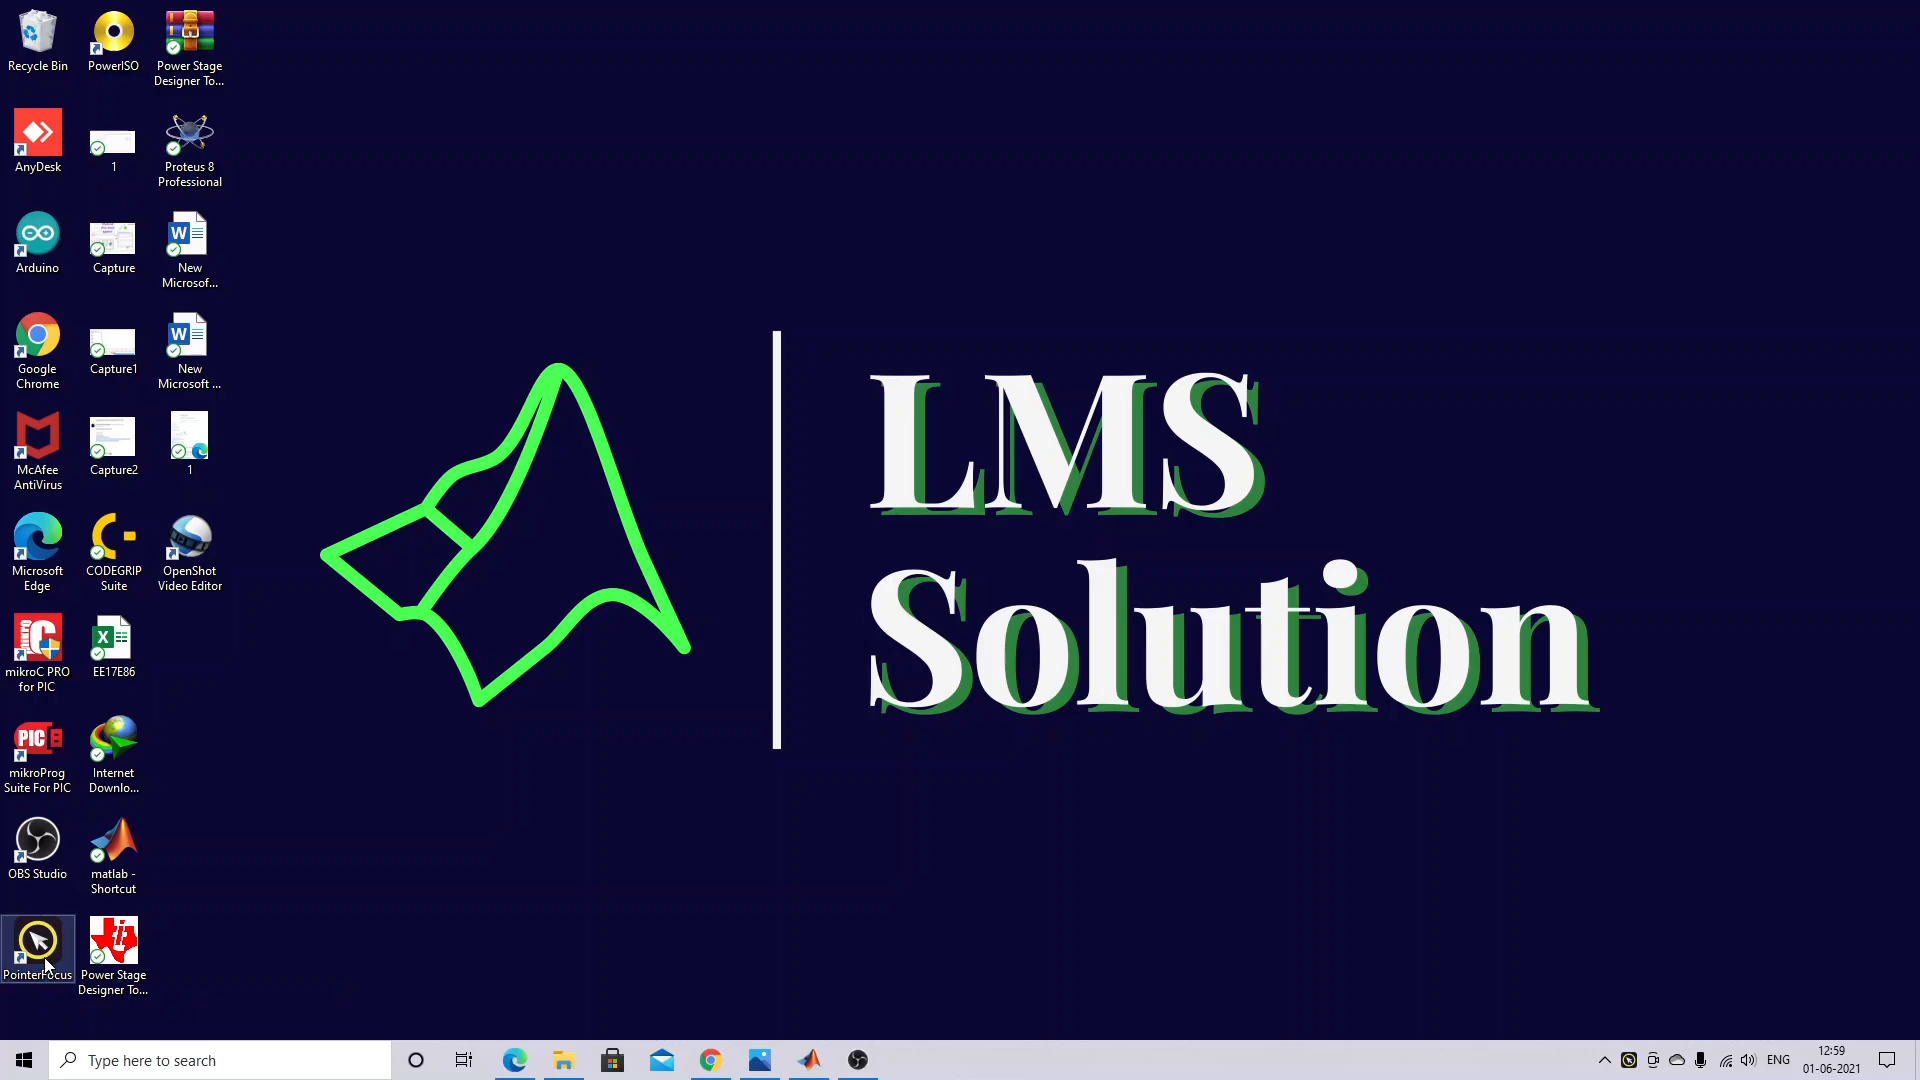 Recycle Bin
PowerISO
Power Stage
Designer To...
AnyDesk
1
Proteus 8
Professional
Arduino
Capture
New
Microsof...
Google
Chrome
Capture1
New
Microsoft ...
McAfee
AntiVirus
Capture2
1
Microsoft
Edge
CODEGRIP
Suite
OpenShot
Video Editor
mikroC PRO
for PIC
EE17E86
mikroProg
Suite For PIC
Internet
Downlo...
OBS Studio
matlab -
Shortcut
PointerFocus
Power Stage
Designer To...
LMS
Solution
Type here to search
ENG
12:59
01-06-2021